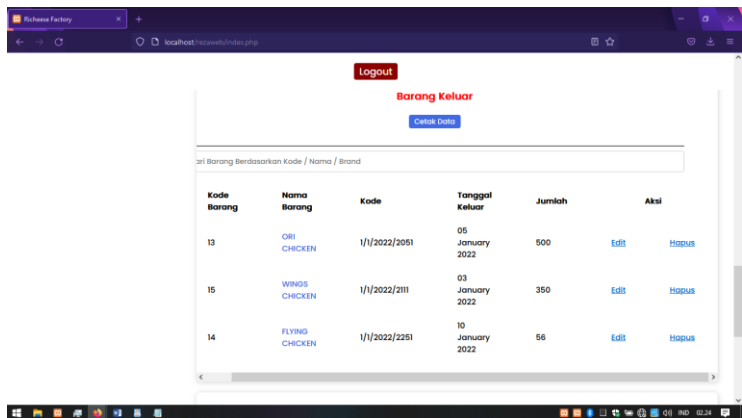 Richeese Factory
localhost/rezaweb/index.php
Logout
Barang Keluar
Cetak Data
ari Barang Berdasarkan Kode / Nama / Brand
Kode Barang Nama Barang Kode Tanggal Keluar Jumlah Aksi
13 ORI CHICKEN 1/1/2022/2051 05 January 2022 500 Edit Hapus
15 WINGS CHICKEN 1/1/2022/2111 03 January 2022 350 Edit Hapus
14 FLYING CHICKEN 1/1/2022/2251 10 January 2022 56 Edit Hapus
IND 02.24